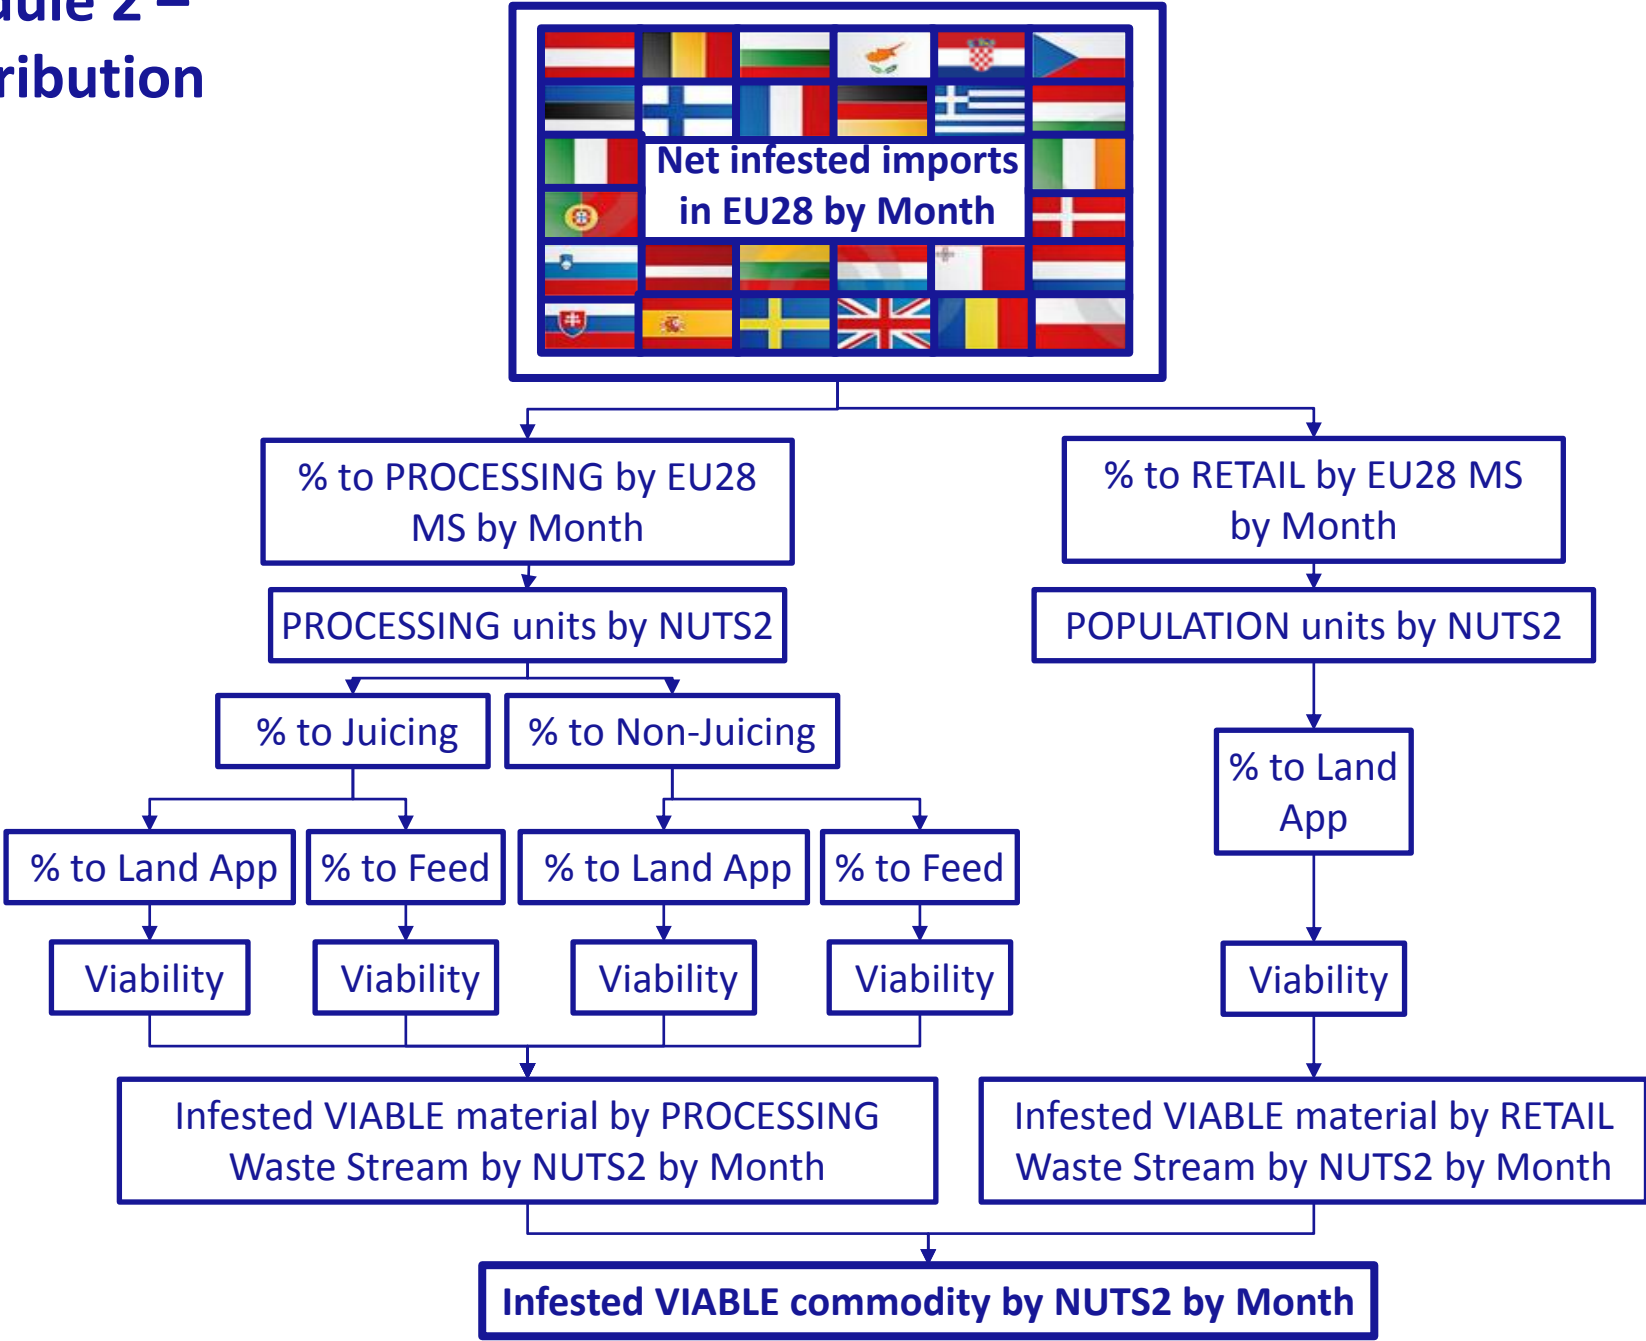 2 –
ribution
Net infested imports
in EU28 by Month
% to PROCESSING by EU28
MS by Month
% to RETAIL by EU28 MS
by Month
PROCESSING units by NUTS2
POPULATION units by NUTS2
% to Juicing
% to Non-Juicing
% to Land
App
% to Land App
% to Feed
% to Land App
% to Feed
Viability
Viability
Viability
Viability
Viability
Infested VIABLE material by PROCESSING
Waste Stream by NUTS2 by Month
Infested VIABLE material by RETAIL
Waste Stream by NUTS2 by Month
Infested VIABLE commodity by NUTS2 by Month